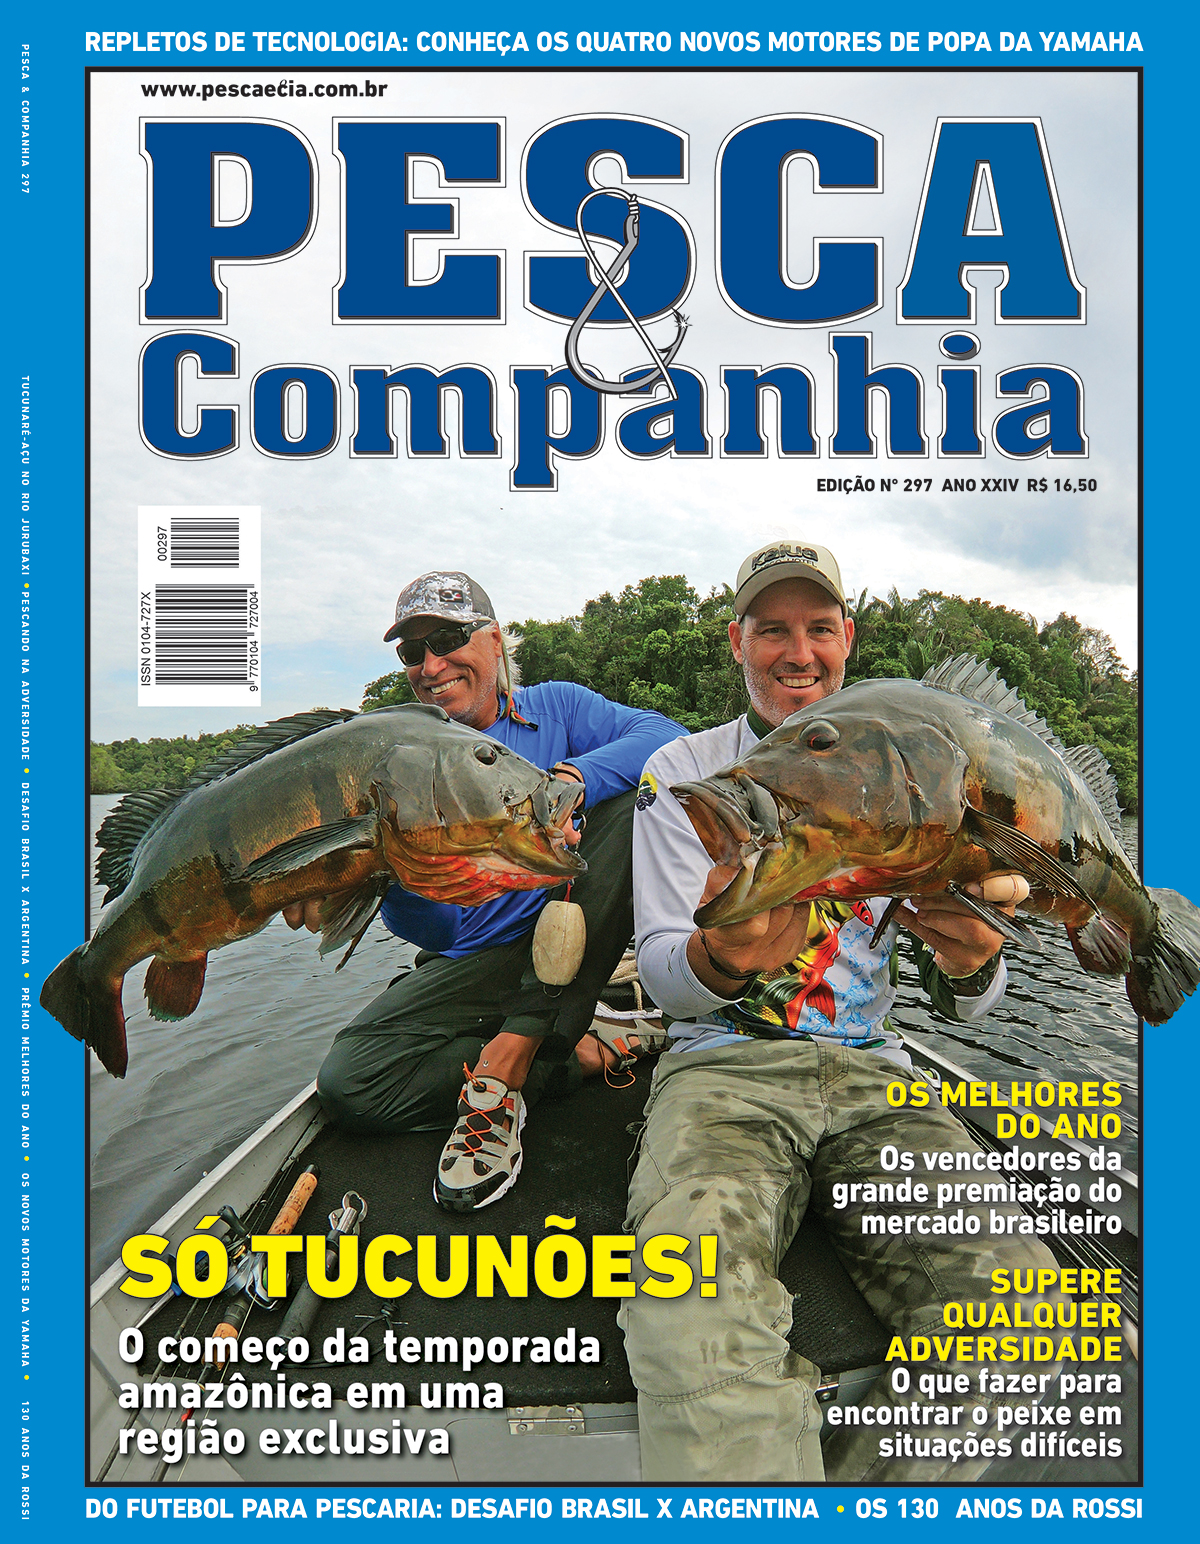 REPLETOS DE TECNOLOGIA: CONHEÇA OS QUATRO NOVOS MOTORES DE POPA DA YAMAHA
www.pescaecia.com.br
PESCA
&
Companhia
EDIÇÃO Nº 297 ANO XXIV R$ 16,50
00297
ISSN 0104-727X
9 770104 727004
Kalua
HOTEL
OS MELHORES
DO ANO
Os vencedores da
grande premiação do
mercado brasileiro
SÓ TUCUNÕES!
O começo da temporada
amazônica em uma
região exclusiva
SUPERE
QUALQUER
ADVERSIDADE
O que fazer para
encontrar o peixe em
situações difíceis
DO FUTEBOL PARA PESCARIA: DESAFIO BRASIL X ARGENTINA • OS 130 ANOS DA ROSSI
PESCA & COMPANHIA 297
TUCUNARÉ-AÇU NO RIO JURUBAXI • PESCANDO NA ADVERSIDADE • DESAFIO BRASIL X ARGENTINA • PRÊMIO MELHORES DO ANO • OS NOVOS MOTORES DA YAMAHA • 130 ANOS DA ROSSI